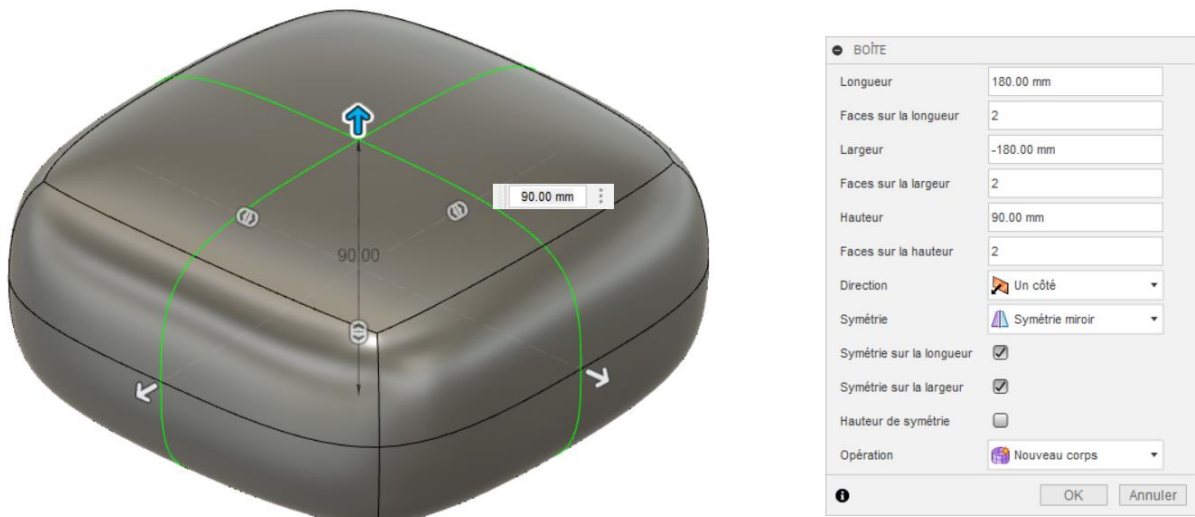 90.00 mm
90.00
BOÎTE
Longueur 180.00 mm
Faces sur la longueur 2
Largeur -180.00 mm
Faces sur la largeur 2
Hauteur 90.00 mm
Faces sur la hauteur 2
Direction Un côté
Symétrie Symétrie miroir
Symétrie sur la longueur
Symétrie sur la largeur
Hauteur de symétrie
Opération Nouveau corps
OK Annuler